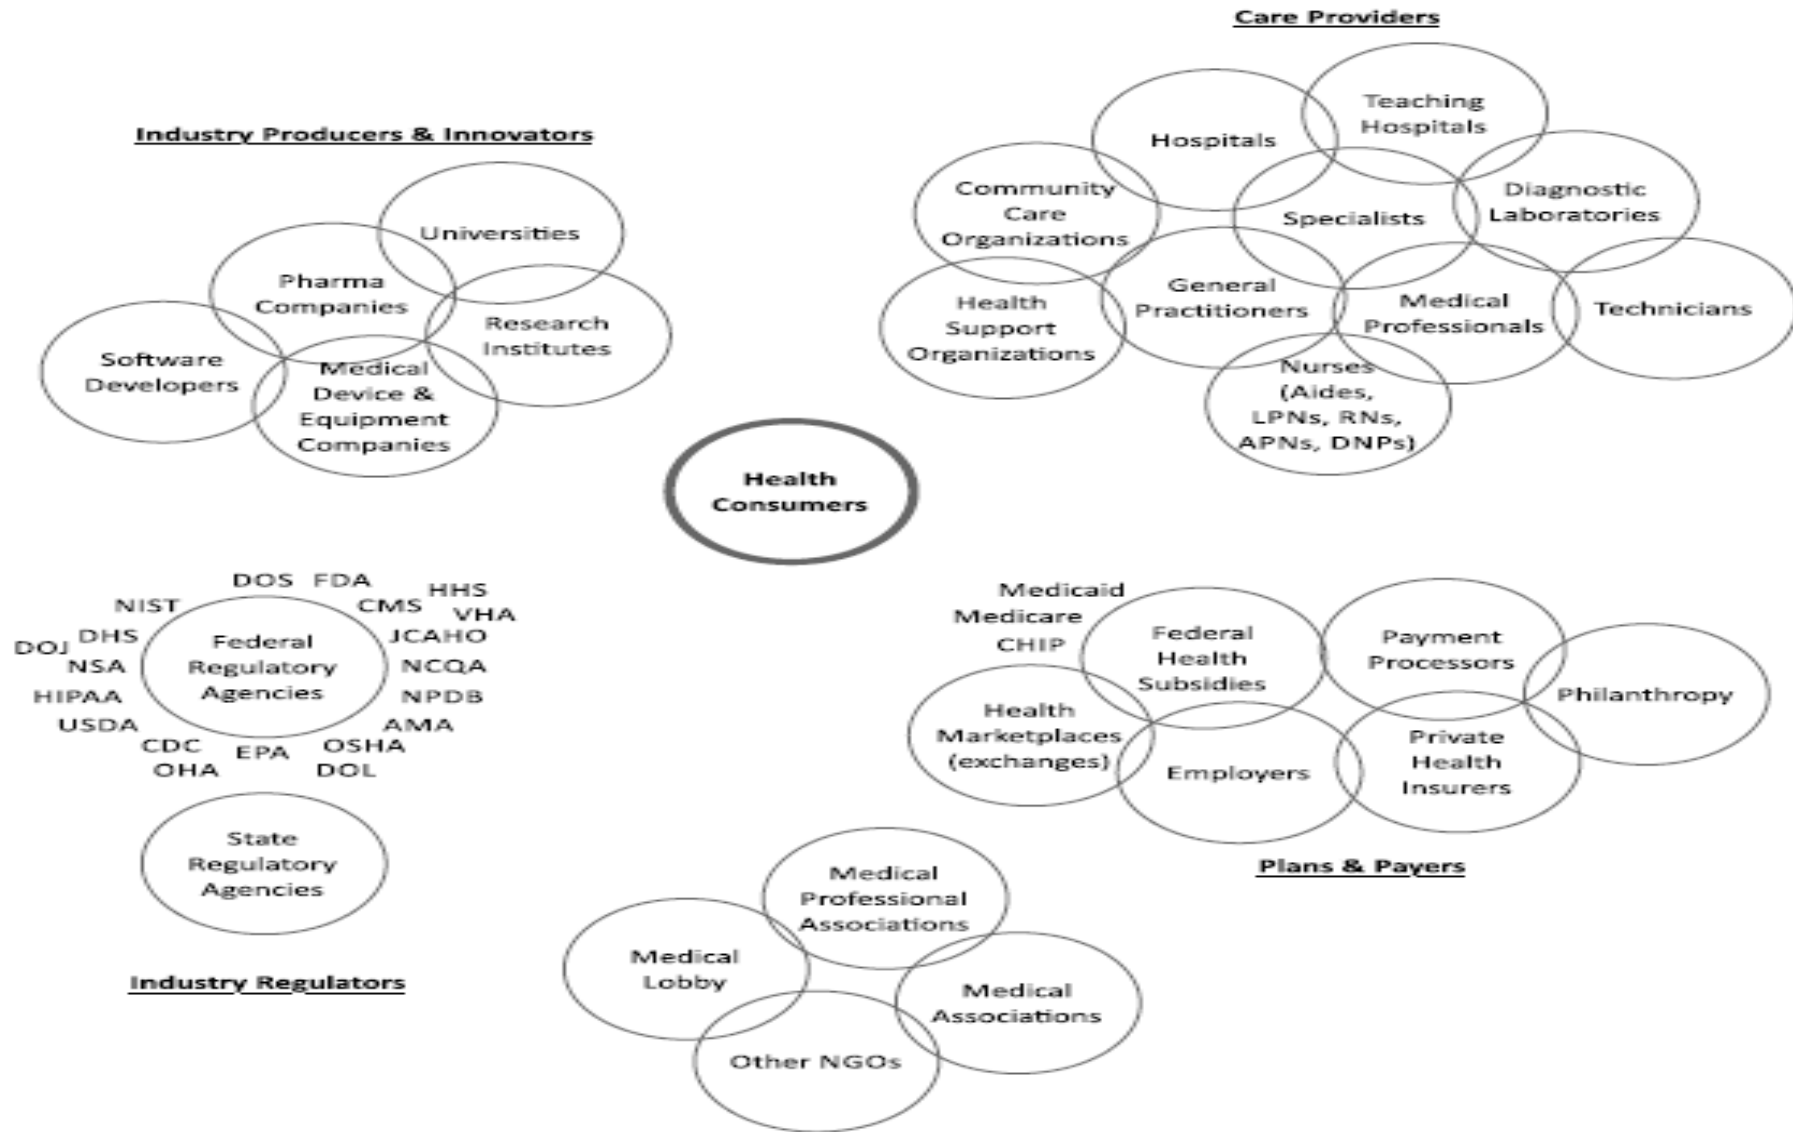 Care Providers
Teaching
Hospitals
Hospitals
Community
Care
Organizations
Specialists
Diagnostic
Laboratories
Health
Support
Organizations
General
Practitioners
Medical
Professionals
Technicians
Nurses
(Aides,
LPNs, RNs,
APNs, DNPs)
Industry Producers & Innovators
Universities
Pharma
Companies
Research
Institutes
Software
Developers
Medical
Device &
Equipment
Companies
Health
Consumers
DOS FDA
HHS
NIST
CMS
VHA
DHS
JCAHO
DOJ
NSA
NCQA
HIPAA
NPDB
USDA
AMA
CDC
EPA
OSHA
OHA
DOL
Federal
Regulatory
Agencies
State
Regulatory
Agencies
Industry Regulators
Medicaid
Medicare
CHIP
Federal
Health
Subsidies
Payment
Processors
Philanthropy
Health
Marketplaces
(exchanges)
Employers
Private
Health
Insurers
Plans & Payers
Medical
Professional
Associations
Medical
Lobby
Medical
Associations
Other NGOs